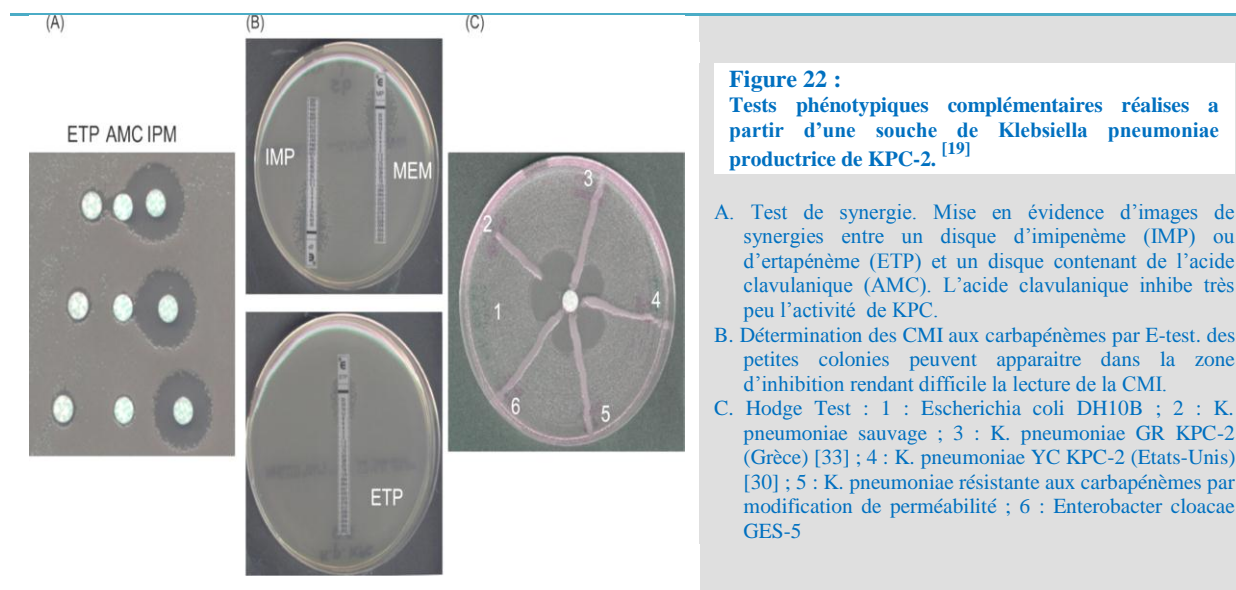 (A)
(B)
(C)
ETP AMC IPM
IMP
MEM
ETP
1
2
3
4
5
6
Figure 22 :
Tests phénotypiques complémentaires réalises a
partir d’une souche de Klebsiella pneumoniae
productrice de KPC-2. [19]
A. Test de synergie. Mise en évidence d’images de
synergies entre un disque d’imipenème (IMP) ou
d’ertapénème (ETP) et un disque contenant de l’acide
clavulanique (AMC). L’acide clavulanique inhibe très
peu l’activité de KPC.
B. Détermination des CMI aux carbapénèmes par E-test. des
petites colonies peuvent apparaitre dans la zone
d’inhibition rendant difficile la lecture de la CMI.
C. Hodge Test : 1 : Escherichia coli DH10B ; 2 : K.
pneumoniae sauvage ; 3 : K. pneumoniae GR KPC-2
(Grèce) [33] ; 4 : K. pneumoniae YC KPC-2 (Etats-Unis)
[30] ; 5 : K. pneumoniae résistante aux carbapénèmes par
modification de perméabilité ; 6 : Enterobacter cloacae
GES-5